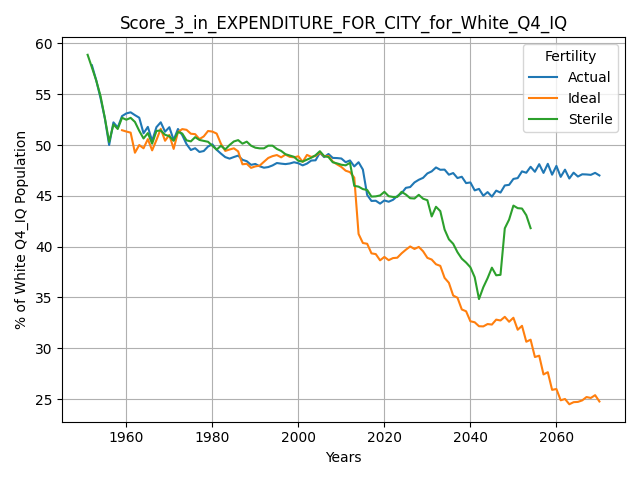 Score_3_in_EXPENDITURE_FOR_CITY_for_White_Q4_IQ
Fertility
Actual
Ideal
Sterile
% of White Q4_IQ Population
60
55
50
45
40
35
30
25
1960 1980 2000 2020 2040 2060
Years